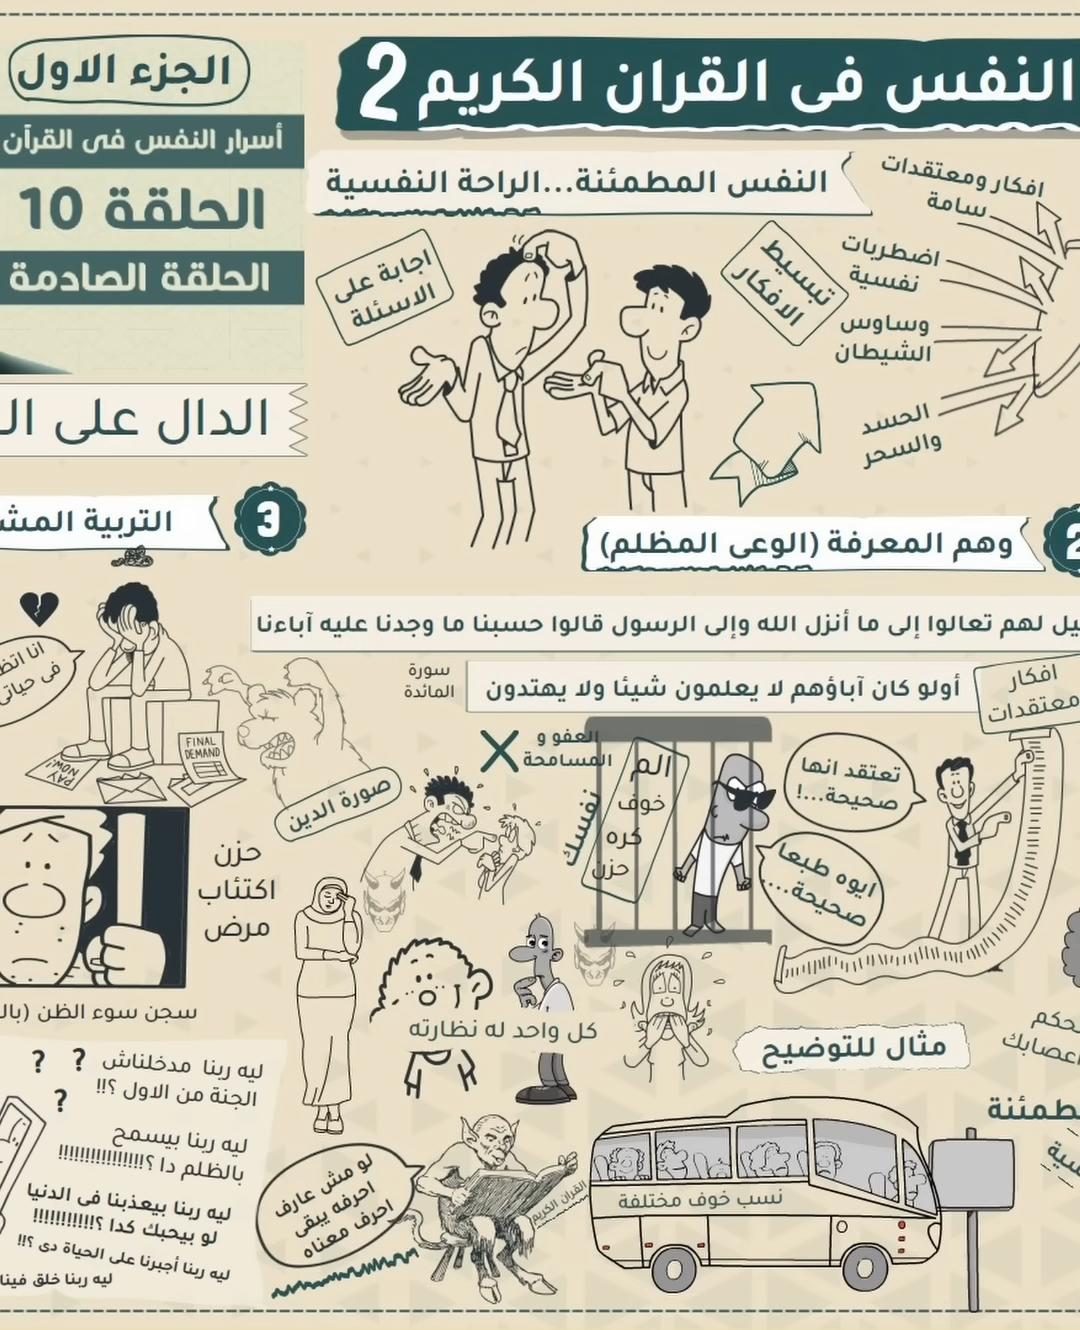 النفس فى القران الكريم 2
الجزء الاول
أسرار النفس فى القرآن
الحلقة 10
الحلقة الصادمة
النفس المطمئنة...الراحة النفسية
افكار ومعتقدات
سامة
اضطربات
نفسية
وساوس
الشيطان
الحسد
والسحر
تبسيط
الافكار
اجابة على
الاسئلة
الدال على
2
وهم المعرفة (الوعى المظلم)
3
التربية
لهم تعالوا إلى ما أنزل الله وإلى الرسول قالوا حسبنا ما وجدنا عليه آباءنا
أولو كان آباؤهم لا يعلمون شيئا ولا يهتدون
سورة
المائدة
افكار
معتقدات
تعتقد انها
صحيحة...!
ايوه طبعا
صحيحة....
العفو و
المسامحة
الم
خوف
كره
حزن
نفسك
انا
فى حياتى
FINAL
DEMAND
PAY
NOW!
صورة الدين
حزن
اكتئاب
مرض
سجن سوء الظن
كل واحد له نظارته
مثال للتوضيح
اعصابك
نسب خوف مختلفة
لو مش عارف
احرفه يبقى
احرف معناه
القران الكريم
ليه ربنا مدخلناش ? ?
الجنة من الاول ؟!!
?
ليه ربنا بيسمح
بالظلم دا ؟!!!!!!!!!!!!!!!!
ليه ربنا بيعذبنا فى الدنيا
لو بيحبك كدا ؟!!!!!!!!!!!
ليه ربنا أجبرنا على الحياة دى ؟!!
ليه ربنا خلق فينا